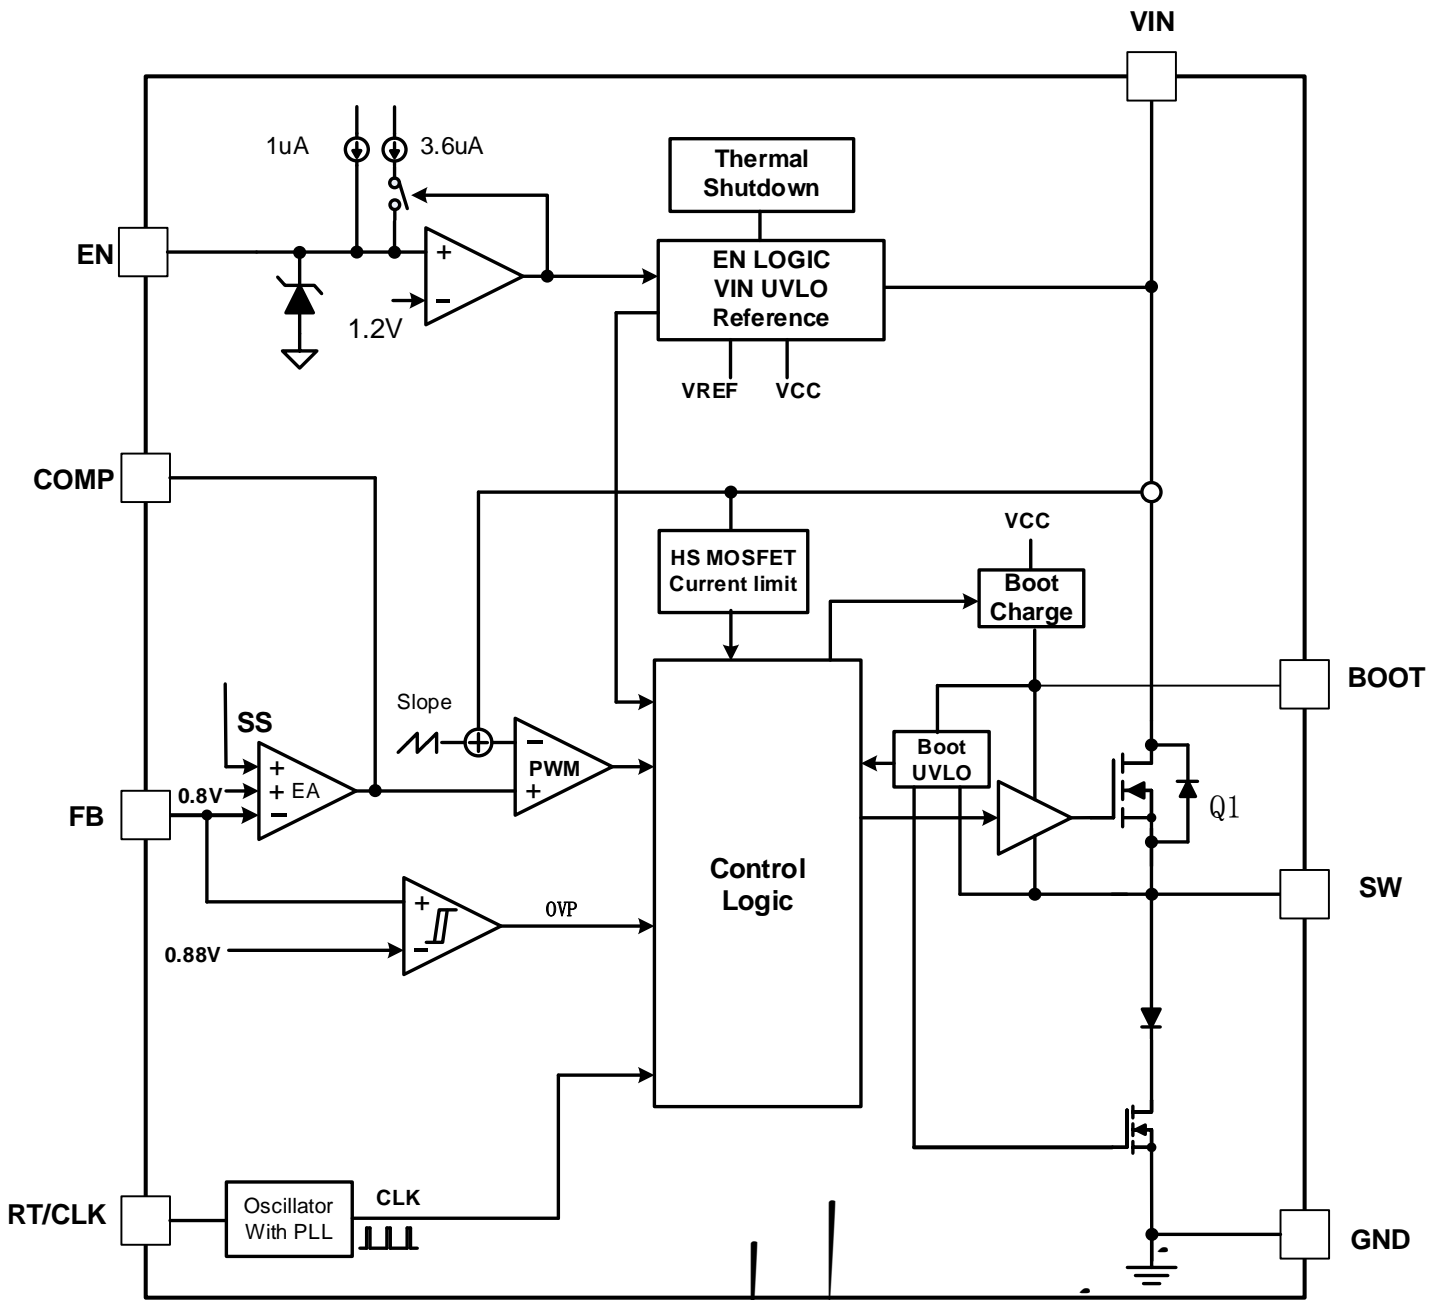 VIN
1uA
3.6uA
Thermal
Shutdown
EN
+
−
1.2V
EN LOGIC
VIN UVLO
Reference
VREF
VCC
COMP
HS MOSFET
Current limit
VCC
Boot
Charge
BOOT
Slope
SS
−
PWM
+
Boot
UVLO
+
0.8V
+ EA
−
FB
Q1
Control
Logic
SW
+
−
OVP
0.88V
RT/CLK
Oscillator
With PLL
CLK
GND